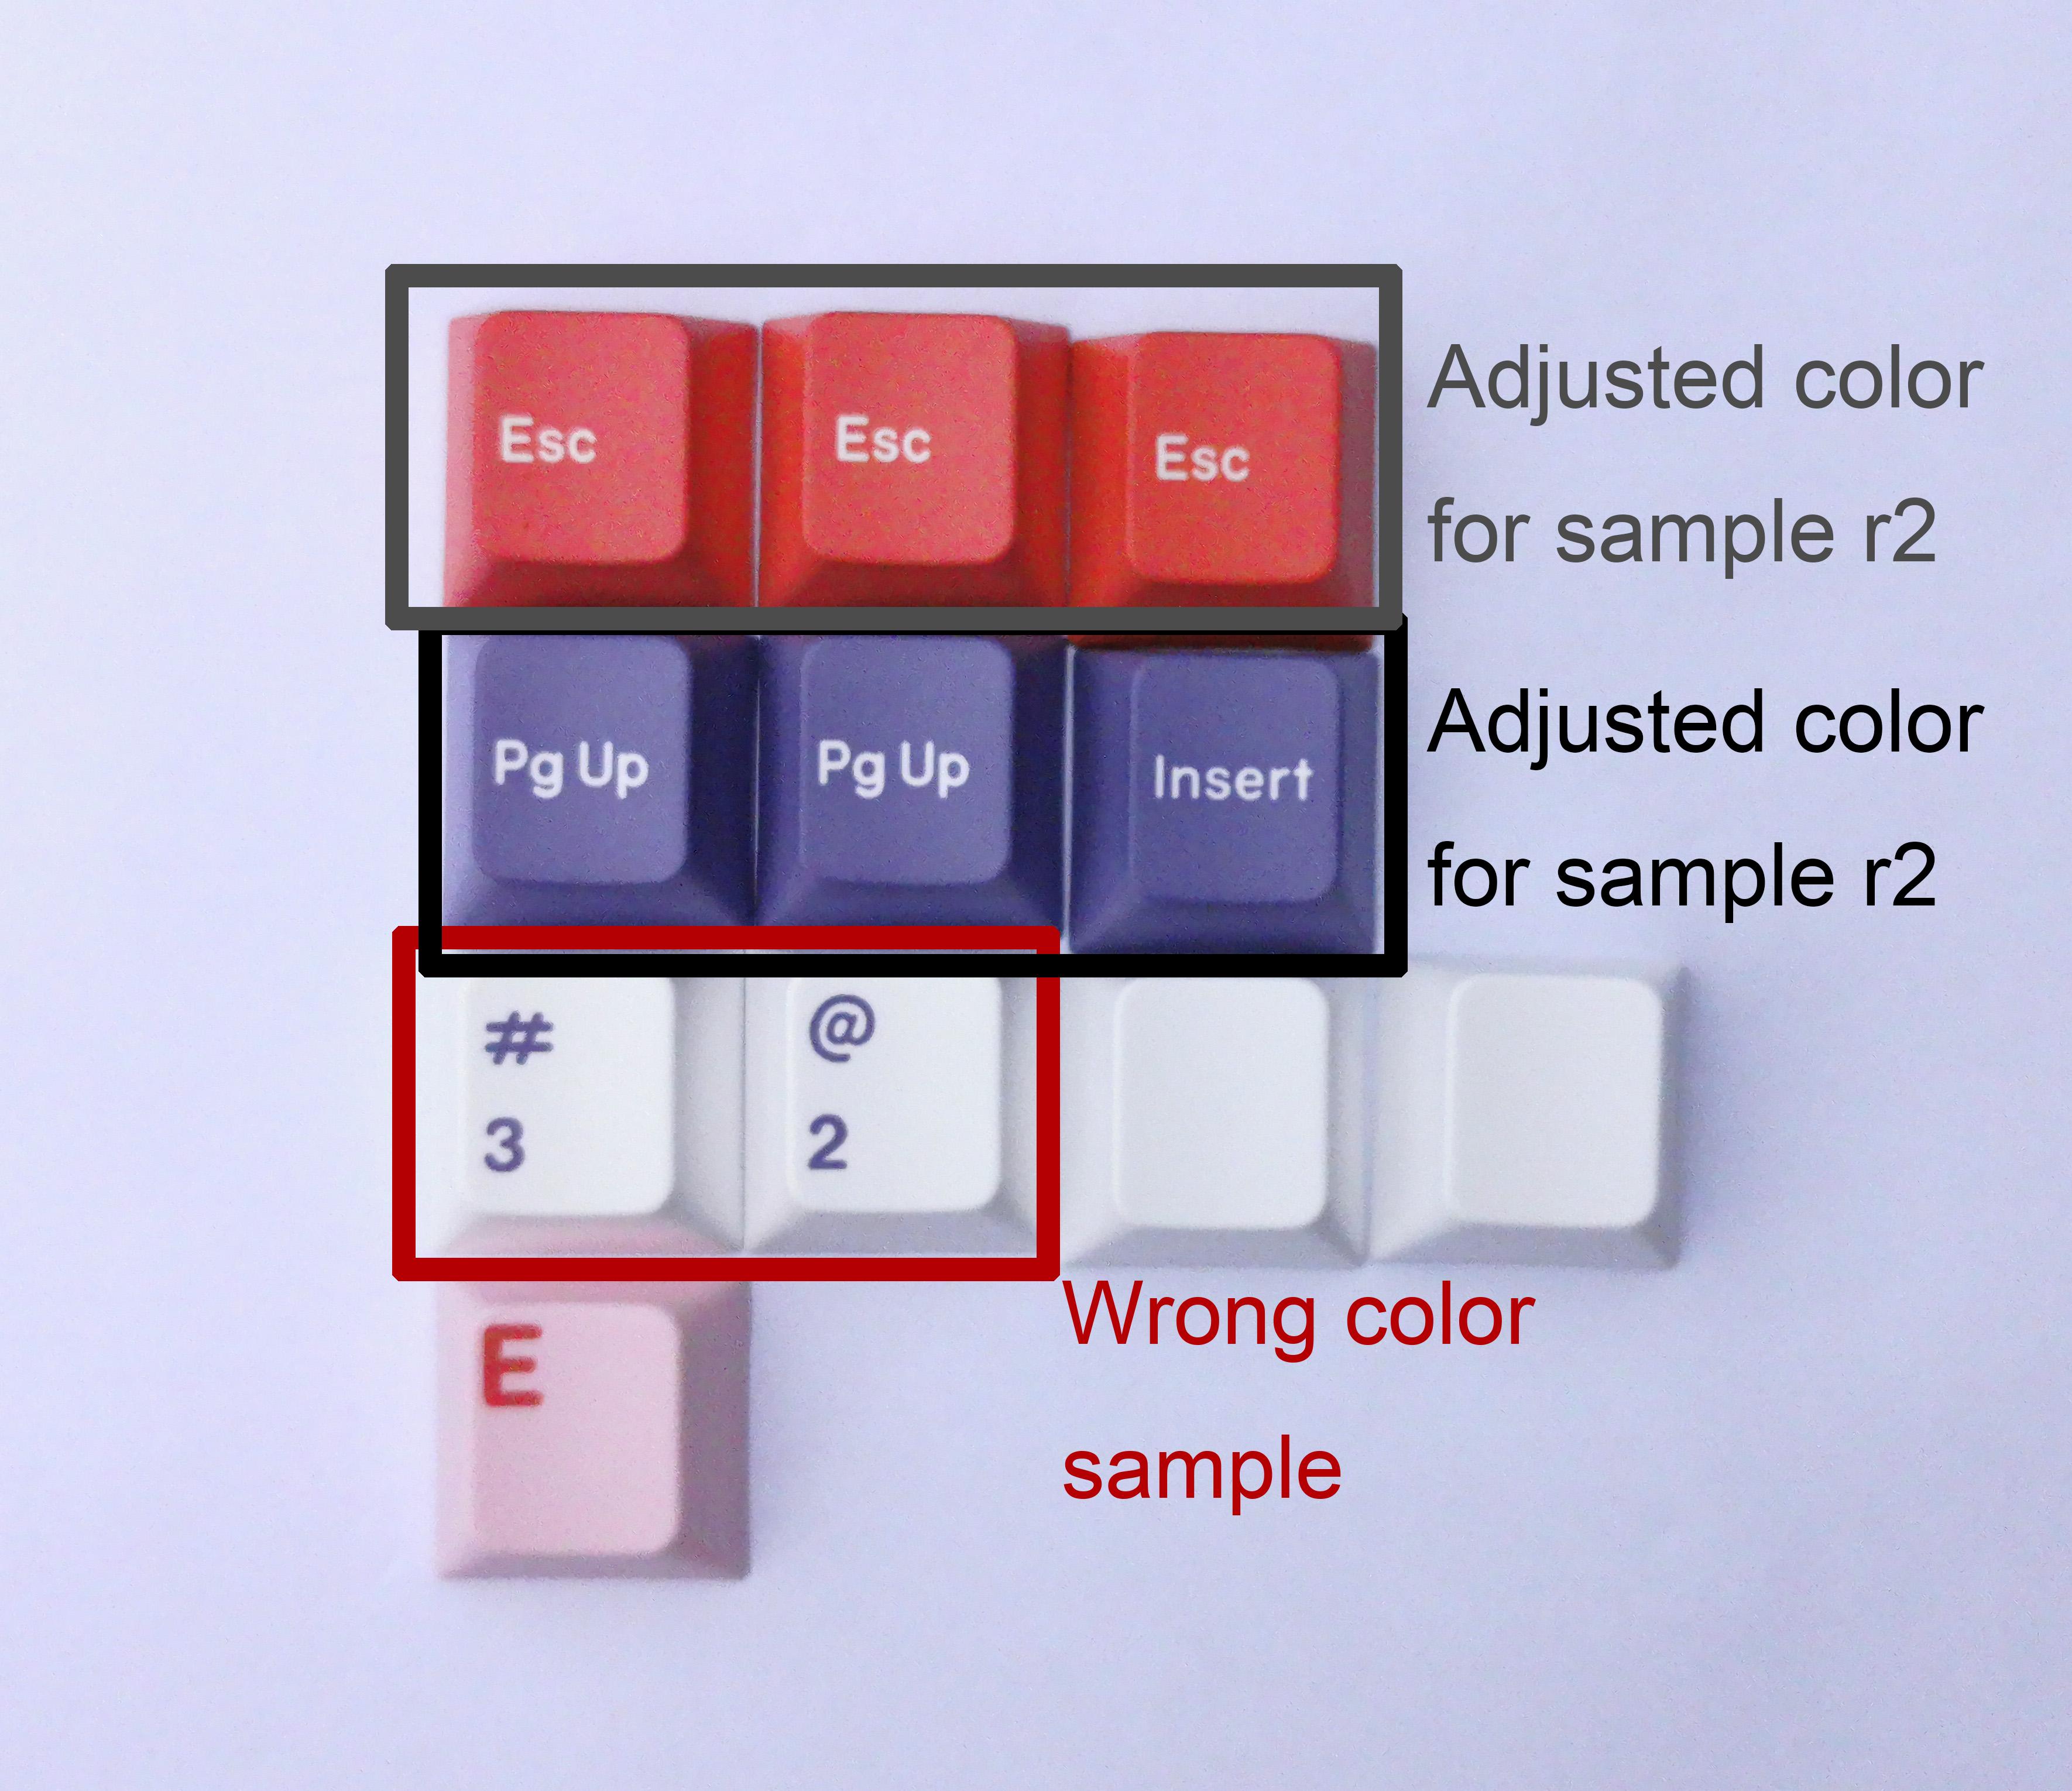 Esc Esc Esc
Adjusted color
for sample r2
Pg Up Pg Up Insert
Adjusted color
for sample r2
# @
3 2
Wrong color
sample
E